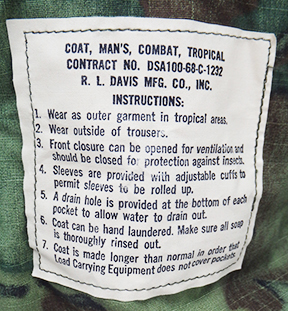 COAT, MAN'S, COMBAT, TROPICAL
CONTRACT NO. DSA100-68-C-1232
R. L. DAVIS MFG. CO., INC.
INSTRUCTIONS:
1. Wear as outer garment in tropical areas.
2. Wear outside of trousers.
3. Front closure can be opened for ventilation and
should be closed for protection against insects.
4. Sleeves are provided with adjustable cuffs to
permit sleeves to be rolled up.
5. A drain hole is provided at the bottom of each
pocket to allow water to drain out.
6. Coat can be hand laundered. Make sure all soap
is thoroughly rinsed out.
7. Coat is made longer than normal in order that
Load Carrying Equipment does not cover pockets